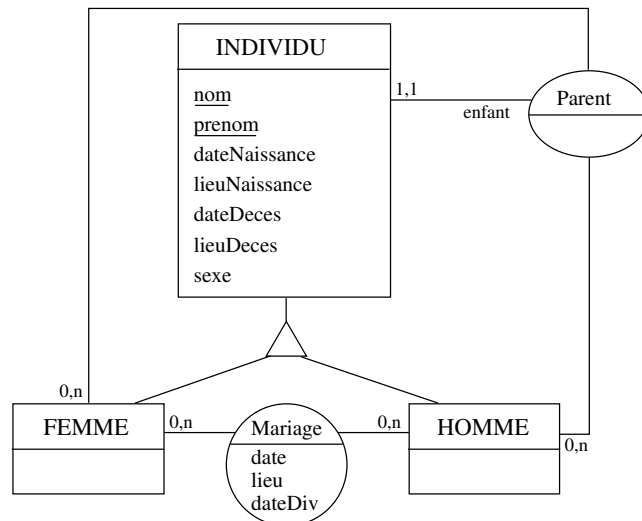 INDIVIDU
nom
prenom
dateNaissance
lieuNaissance
dateDeces
lieuDeces
sexe
1,1
enfant
Parent
0,n
FEMME
0,n
Mariage
date
lieu
dateDiv
0,n
HOMME
0,n